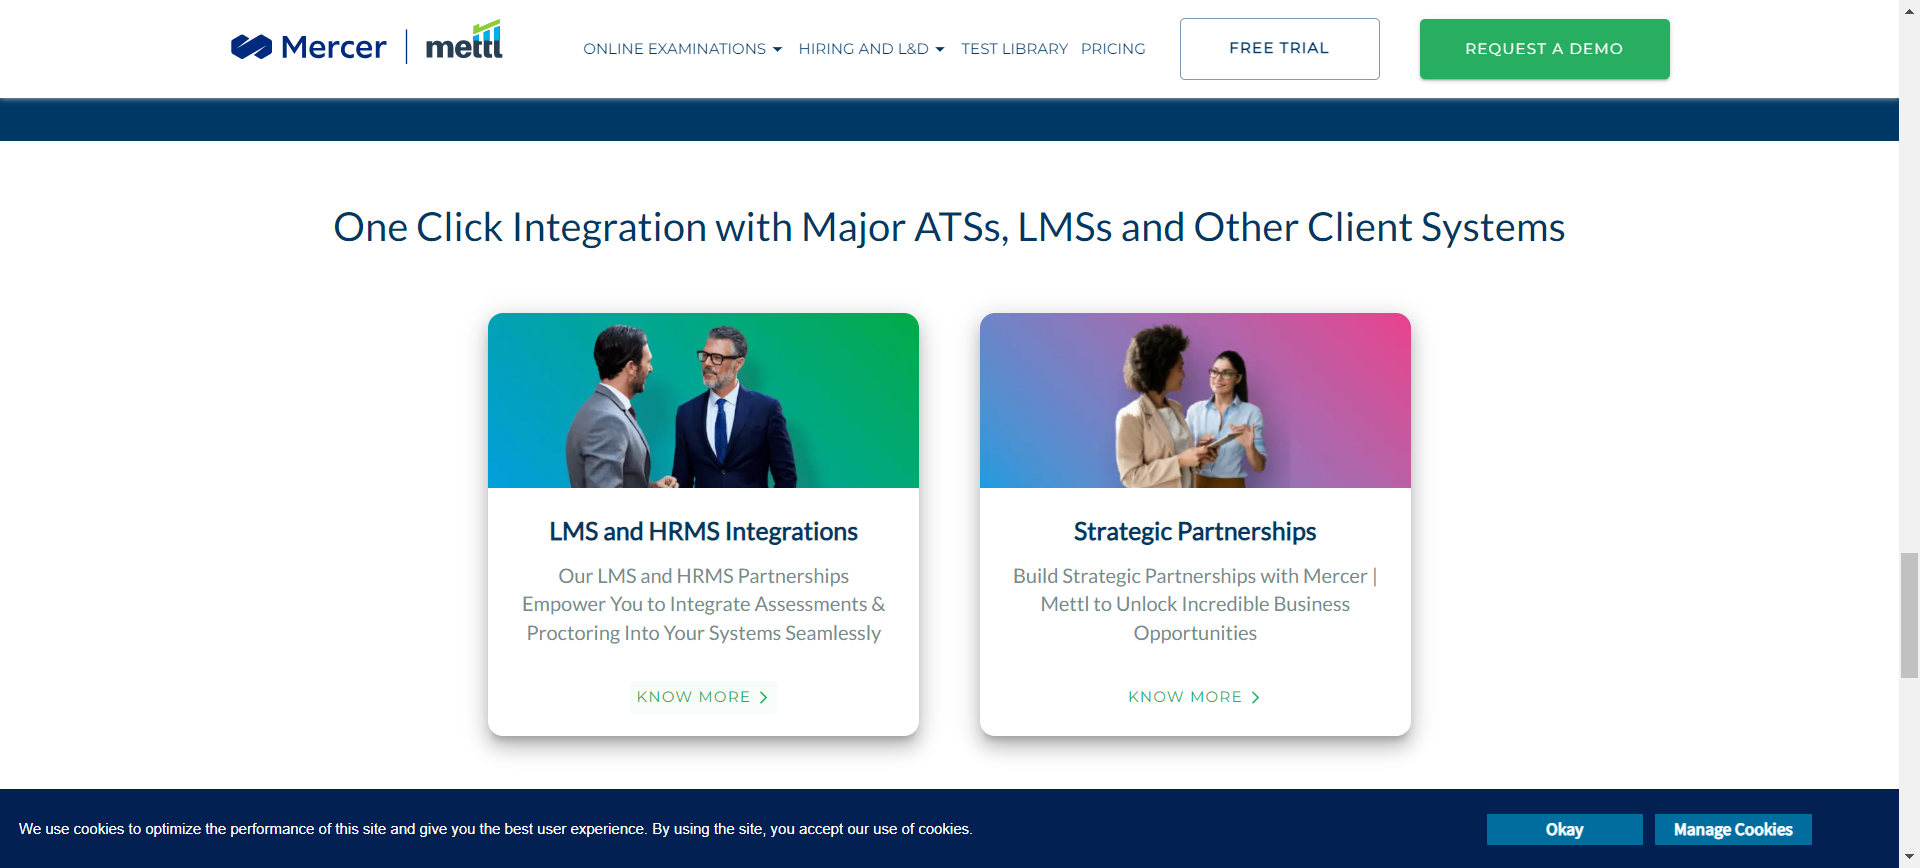 Mercer | mettl
ONLINE EXAMINATIONS HIRING AND L&D TEST LIBRARY PRICING
FREE TRIAL
REQUEST A DEMO
One Click Integration with Major ATSs, LMSs and Other Client Systems
LMS and HRMS Integrations
Our LMS and HRMS Partnerships
Empower You to Integrate Assessments &
Proctoring Into Your Systems Seamlessly
KNOW MORE
Strategic Partnerships
Build Strategic Partnerships with Mercer |
Mettl to Unlock Incredible Business
Opportunities
KNOW MORE
We use cookies to optimize the performance of this site and give you the best user experience. By using the site, you accept our use of cookies.
Okay
Manage Cookies